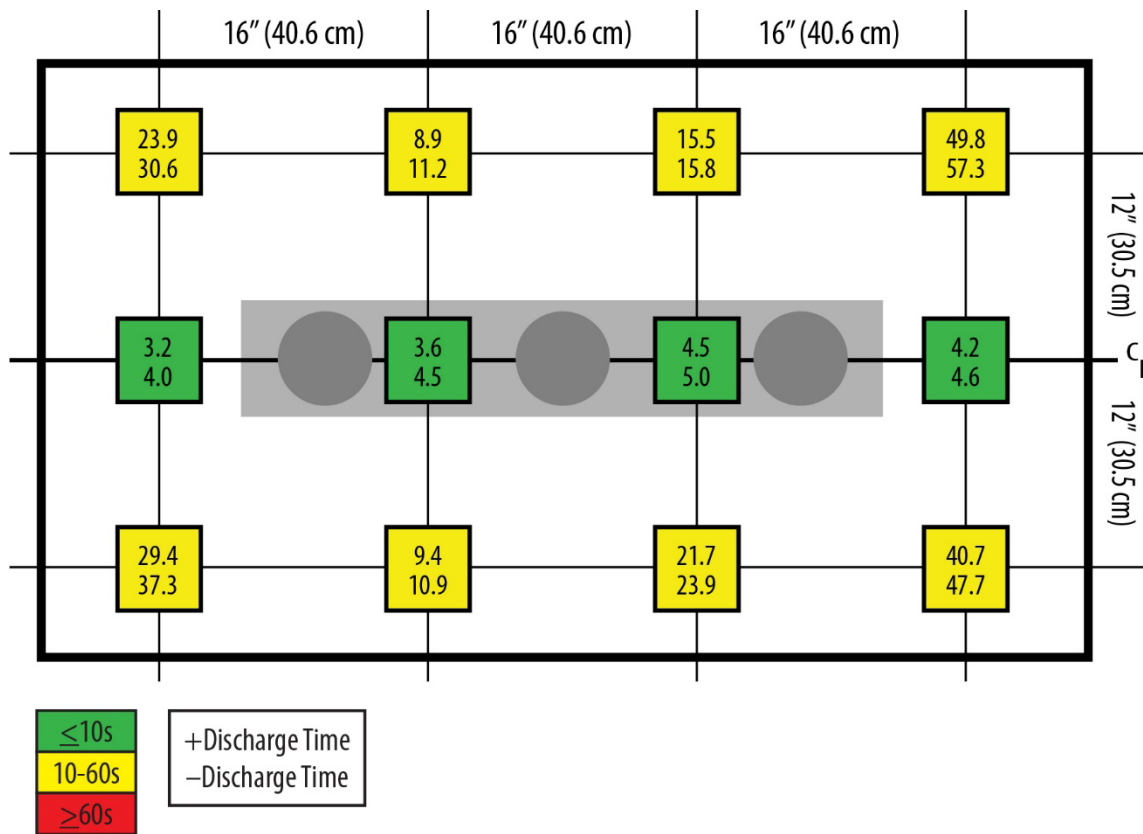 16” (40.6 cm) 16” (40.6 cm) 16” (40.6 cm)
23.9 8.9 15.5 49.8
30.6 11.2 15.8 57.3
12” (30.5 cm)
3.2 3.6 4.5 4.2
4.0 4.5 5.0 4.6
C
12” (30.5 cm)
29.4 9.4 21.7 40.7
37.3 10.9 23.9 47.7
≤10s
10-60s
≥60s
+Discharge Time
–Discharge Time